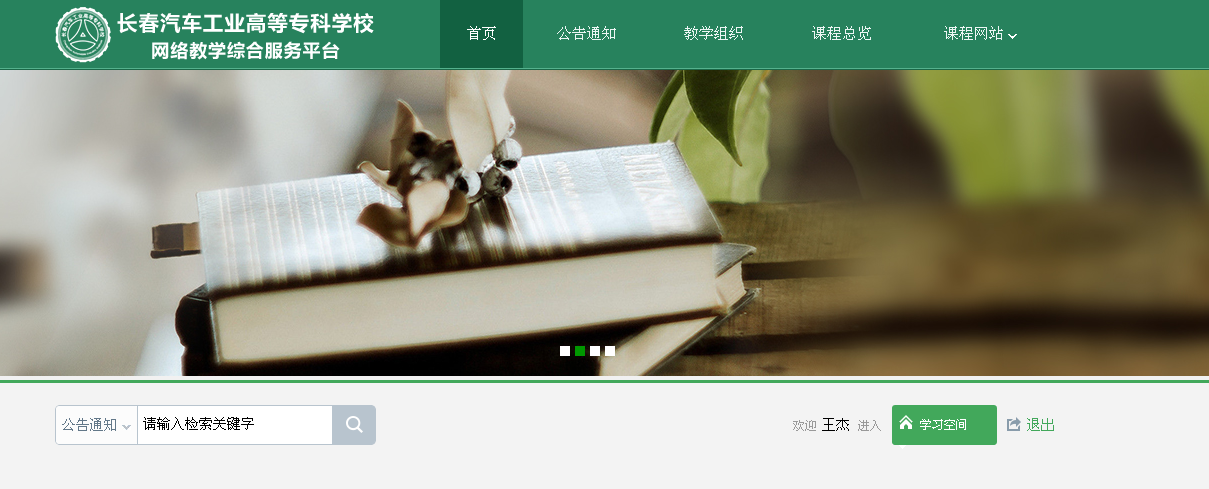 长春汽车工业高等专科学校
网络教学综合服务平台
首页
公告通知
教学组织
课程总览
课程网站
公告通知
请输入检索关键字
欢迎 王杰 进入
学习空间
退出